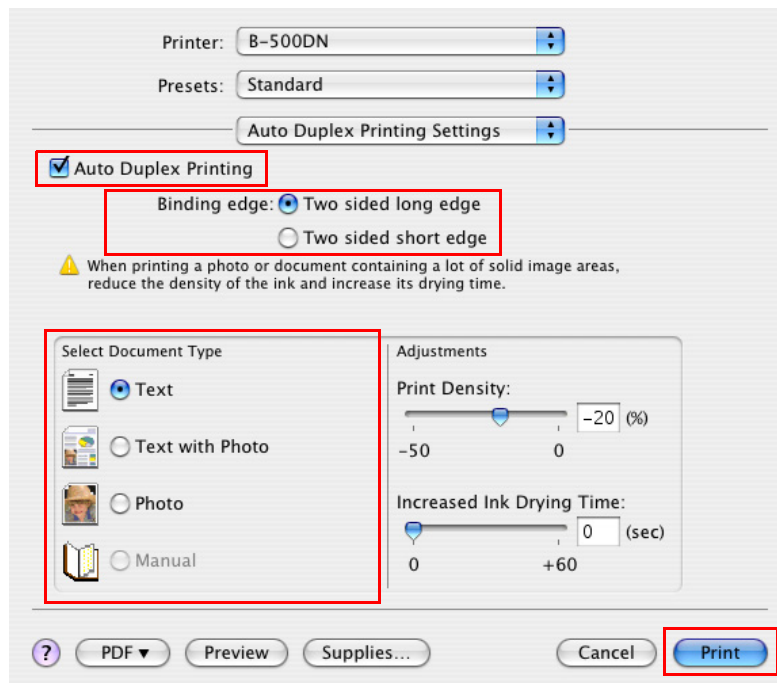 Printer: B-500DN
Presets: Standard
Auto Duplex Printing Settings
Auto Duplex Printing
Binding edge: Two sided long edge
Two sided short edge
When printing a photo or document containing a lot of solid image areas,
reduce the density of the ink and increase its drying time.
Select Document Type
Text
Text with Photo
Photo
Manual
Adjustments
Print Density:
-20 (%)
-50 0
Increased Ink Drying Time:
0 (sec)
0 +60
? PDF ▼ Preview Supplies... Cancel Print